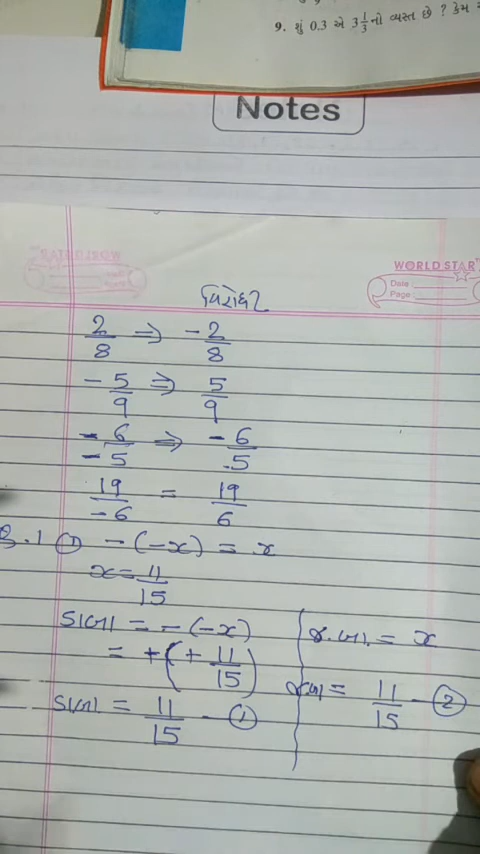 9. શું 0.3 એ 3 1/3 નો વ્યસ્ત છે ? કેમ
Notes
WORLD STAR
Date :
Page :
વિરોધી
2/8 ⇒ -2/8
-5/9 ⇒ 5/9
-6/-5 ⇒ -6/5
19/-6 = 19/6
Q.1 ① -(-x) = x
x = 11/15
ડાબા = -(-x)
= +(+11/15)
ડાબા = 11/15 - ①
જ.બા. = x
જબા = 11/15 - ②